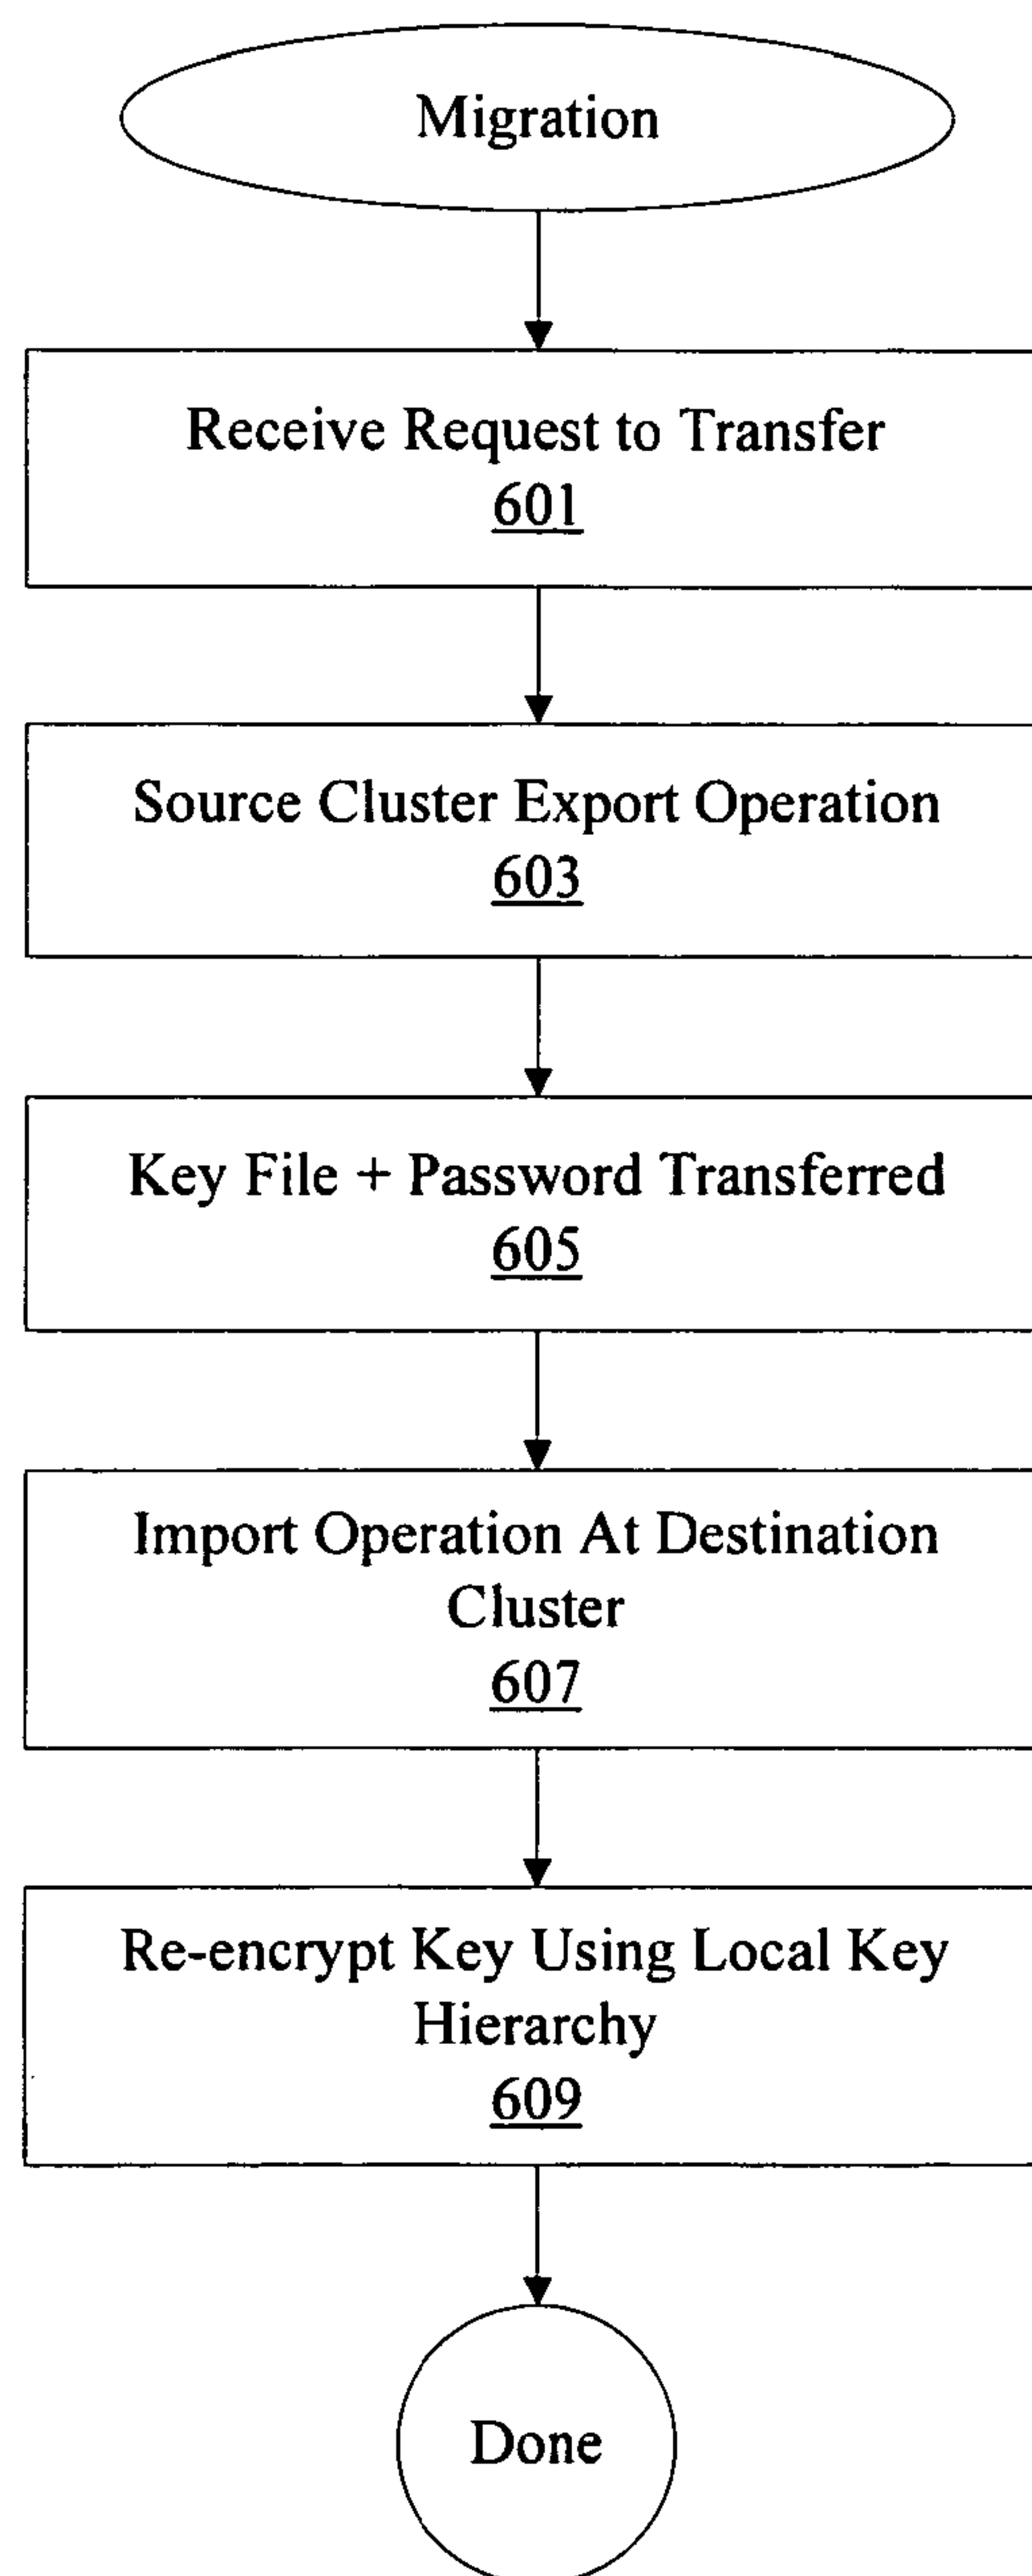 Migration
Receive Request to Transfer
601
Source Cluster Export Operation
603
Key File + Password Transferred
605
Import Operation At Destination
Cluster
607
Re-encrypt Key Using Local Key
Hierarchy
609
Done